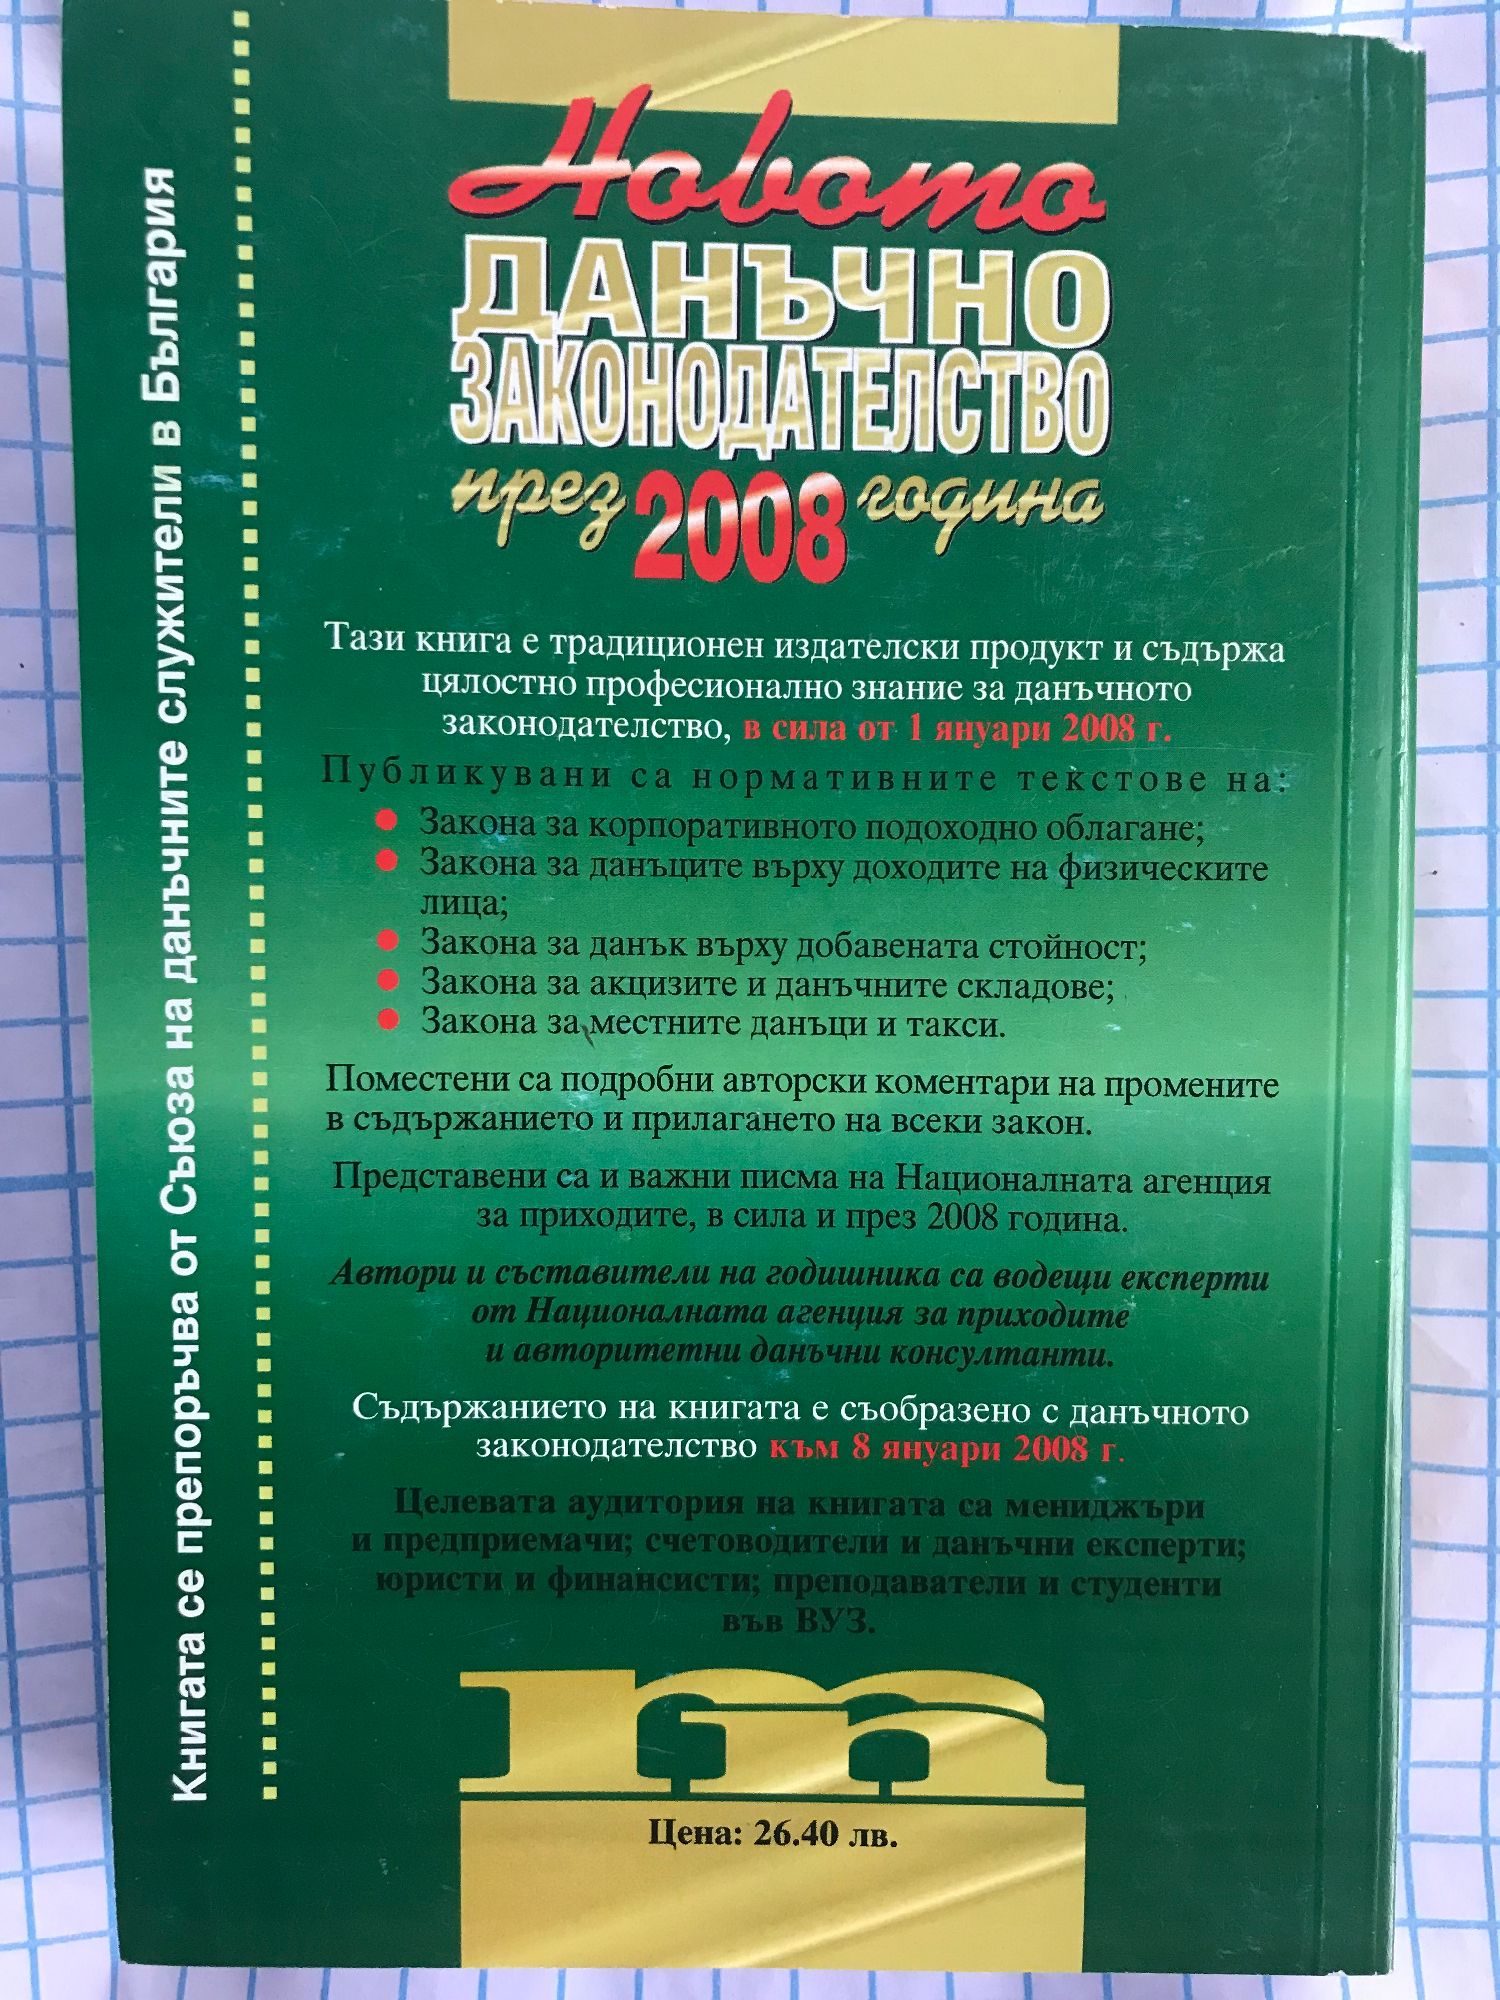 Новото
ДАНЪЧНО
ЗАКОНОДАТЕЛСТВО
през 2008 година
Тази книга е традиционен издателски продукт и съдържа
цялостно професионално знание за данъчното
законодателство, в сила от 1 януари 2008 г.
Публикувани са нормативните текстове на:
● Закона за корпоративното подоходно облагане;
● Закона за данъците върху доходите на физическите
лица;
● Закона за данък върху добавената стойност;
● Закона за акцизите и данъчните складове;
● Закона за местните данъци и такси.
Поместени са подробни авторски коментари на промените
в съдържанието и прилагането на всеки закон.
Представени са и важни писма на Националната агенция
за приходите, в сила и през 2008 година.
Автори и съставители на годишника са водещи експерти
от Националната агенция за приходите
и авторитетни данъчни консултанти.
Съдържанието на книгата е съобразено с данъчното
законодателство към 8 януари 2008 г.
Целевата аудитория на книгата са мениджъри
и предприемачи; счетоводители и данъчни експерти;
юристи и финансисти; преподаватели и студенти
във ВУЗ.
Цена: 26.40 лв.
Книгата се препоръчва от Съюза на данъчните служители в България